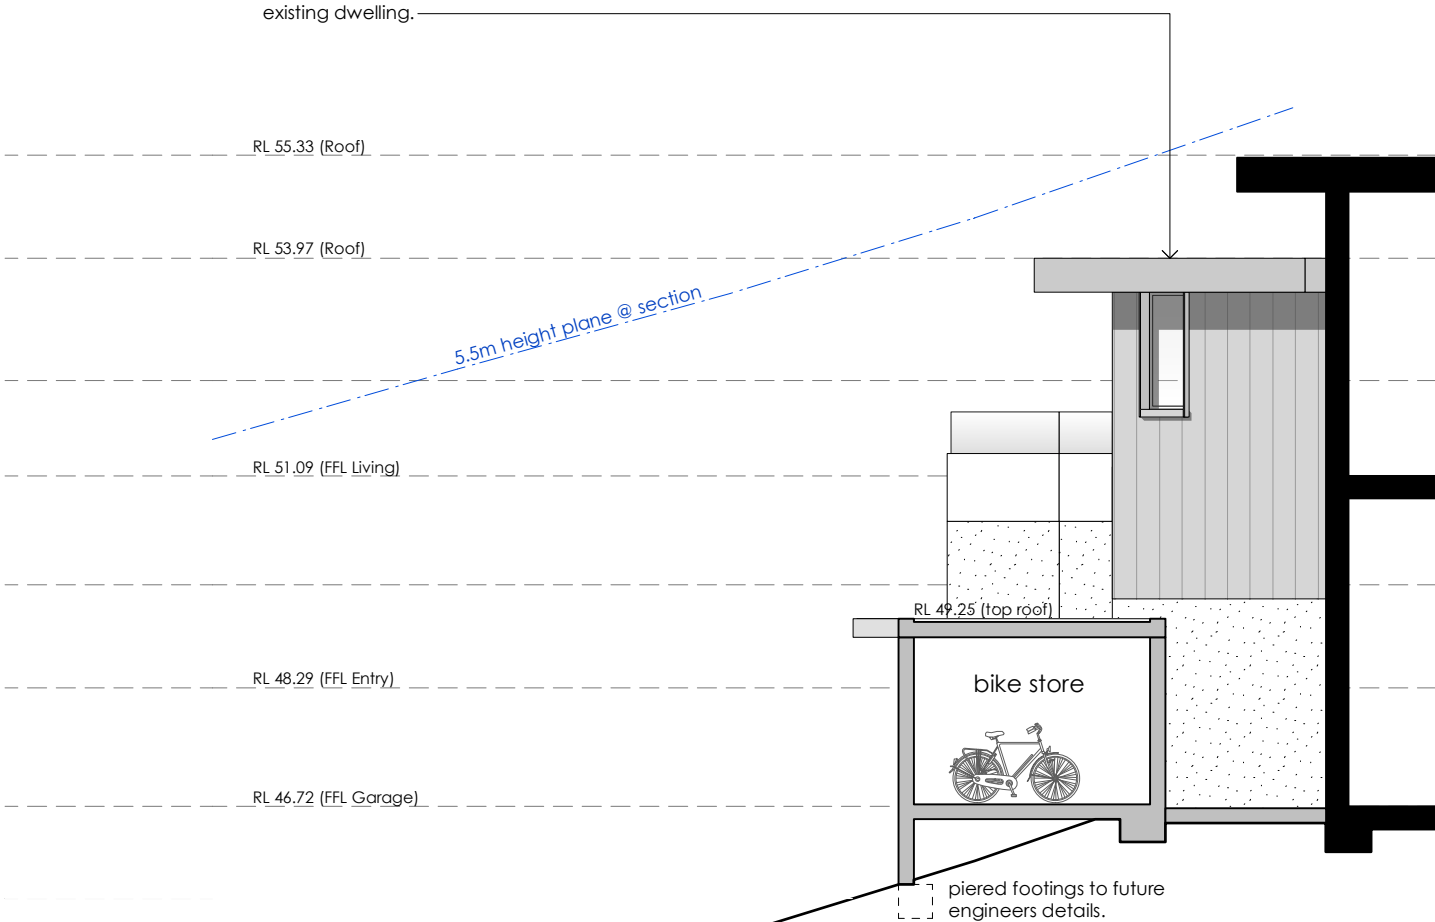 existing dwelling.
RL 55.33 (Roof)
RL 53.97 (Roof)
5.5m height plane @ section
RL 51.09 (FFL Living)
RL 49.25 (top roof)
RL 48.29 (FFL Entry)
bike store
RL 46.72 (FFL Garage)
piered footings to future
engineers details.